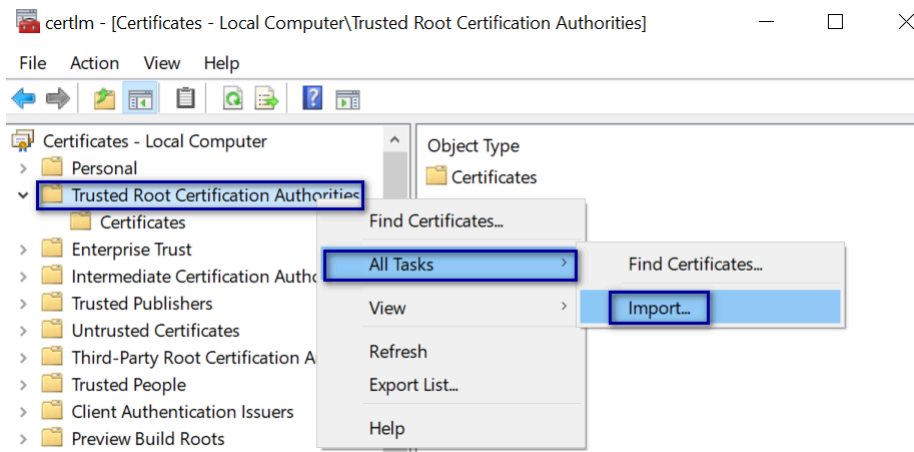 certlm - [Certificates - Local Computer\Trusted Root Certification Authorities]
File Action View Help
Certificates - Local Computer
Personal
Trusted Root Certification Authorities
Certificates
Enterprise Trust
Intermediate Certification Autho
Trusted Publishers
Untrusted Certificates
Third-Party Root Certification A
Trusted People
Client Authentication Issuers
Preview Build Roots
Object Type
Certificates
Find Certificates...
All Tasks
View
Refresh
Export List...
Help
Find Certificates...
Import...